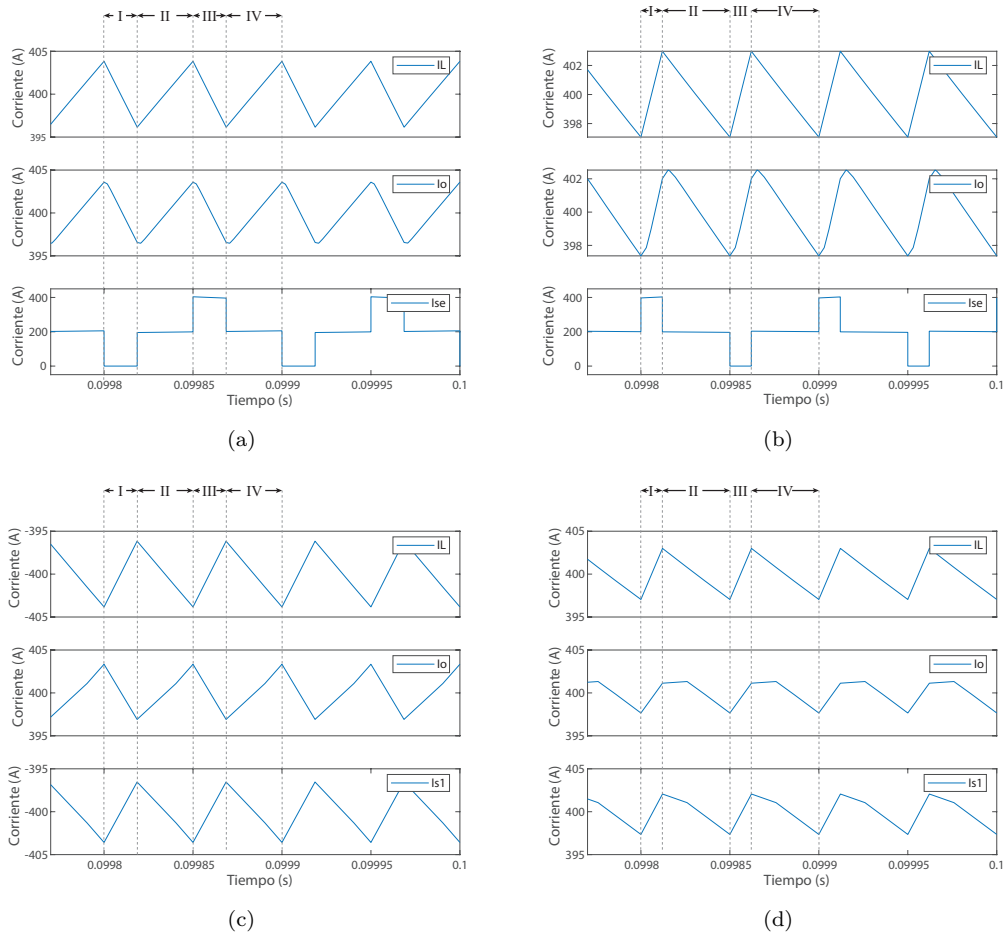 I II III IV
Corriente (A)
405
400
395
IL
Corriente (A)
405
400
395
Io
Corriente (A)
400
200
0
Ise
0.0998 0.09985 0.0999 0.09995 0.1
Tiempo (s)
(a)
I II III IV
Corriente (A)
402
400
398
IL
Corriente (A)
402
400
398
Io
Corriente (A)
400
200
0
Ise
0.0998 0.09985 0.0999 0.09995 0.1
Tiempo (s)
(b)
I II III IV
Corriente (A)
-395
-400
-405
IL
Corriente (A)
405
400
395
Io
Corriente (A)
-395
-400
-405
Is1
0.0998 0.09985 0.0999 0.09995 0.1
Tiempo (s)
(c)
I II III IV
Corriente (A)
405
400
395
IL
Corriente (A)
405
400
395
Io
Corriente (A)
405
400
395
Is1
0.0998 0.09985 0.0999 0.09995 0.1
Tiempo (s)
(d)